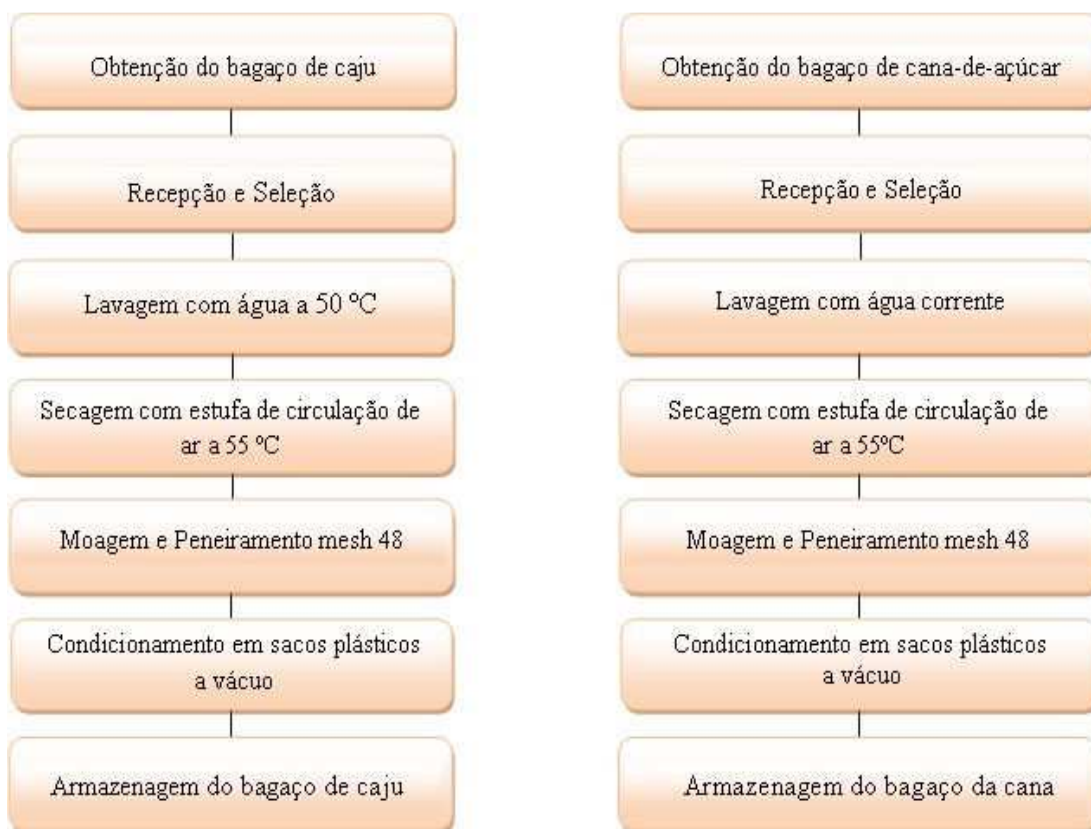 Obtenção do bagaço de caju
Recepção e Seleção
Lavagem com água a 50 ºC
Secagem com estufa de circulação de
ar a 55 ºC
Moagem e Peneiramento mesh 48
Condicionamento em sacos plásticos
a vácuo
Armazenagem do bagaço de caju
Obtenção do bagaço de cana-de-açúcar
Recepção e Seleção
Lavagem com água corrente
Secagem com estufa de circulação de
ar a 55ºC
Moagem e Peneiramento mesh 48
Condicionamento em sacos plásticos
a vácuo
Armazenagem do bagaço da cana